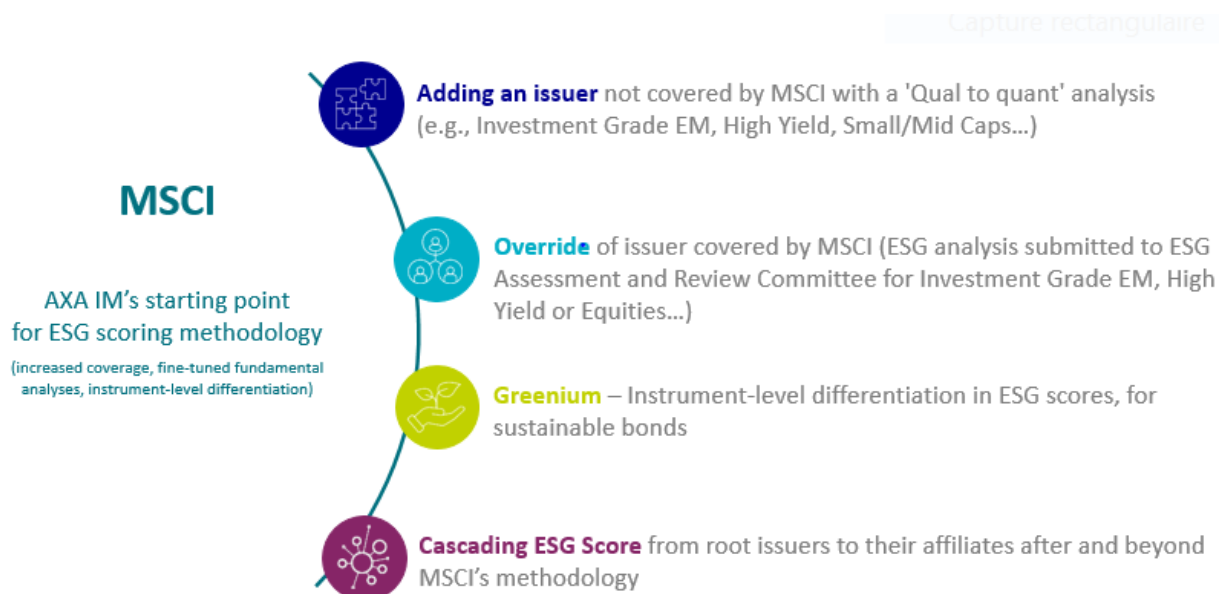 Capture rectangulaire
Adding an issuer not covered by MSCI with a 'Qual to quant' analysis
(e.g., Investment Grade EM, High Yield, Small/Mid Caps...)
MSCI
Override of issuer covered by MSCI (ESG analysis submitted to ESG
Assessment and Review Committee for Investment Grade EM, High
Yield or Equities...)
AXA IM's starting point
for ESG scoring methodology
(increased coverage, fine-tuned fundamental
analyses, instrument-level differentiation)
Greenium – Instrument-level differentiation in ESG scores, for
sustainable bonds
Cascading ESG Score from root issuers to their affiliates after and beyond
MSCI's methodology